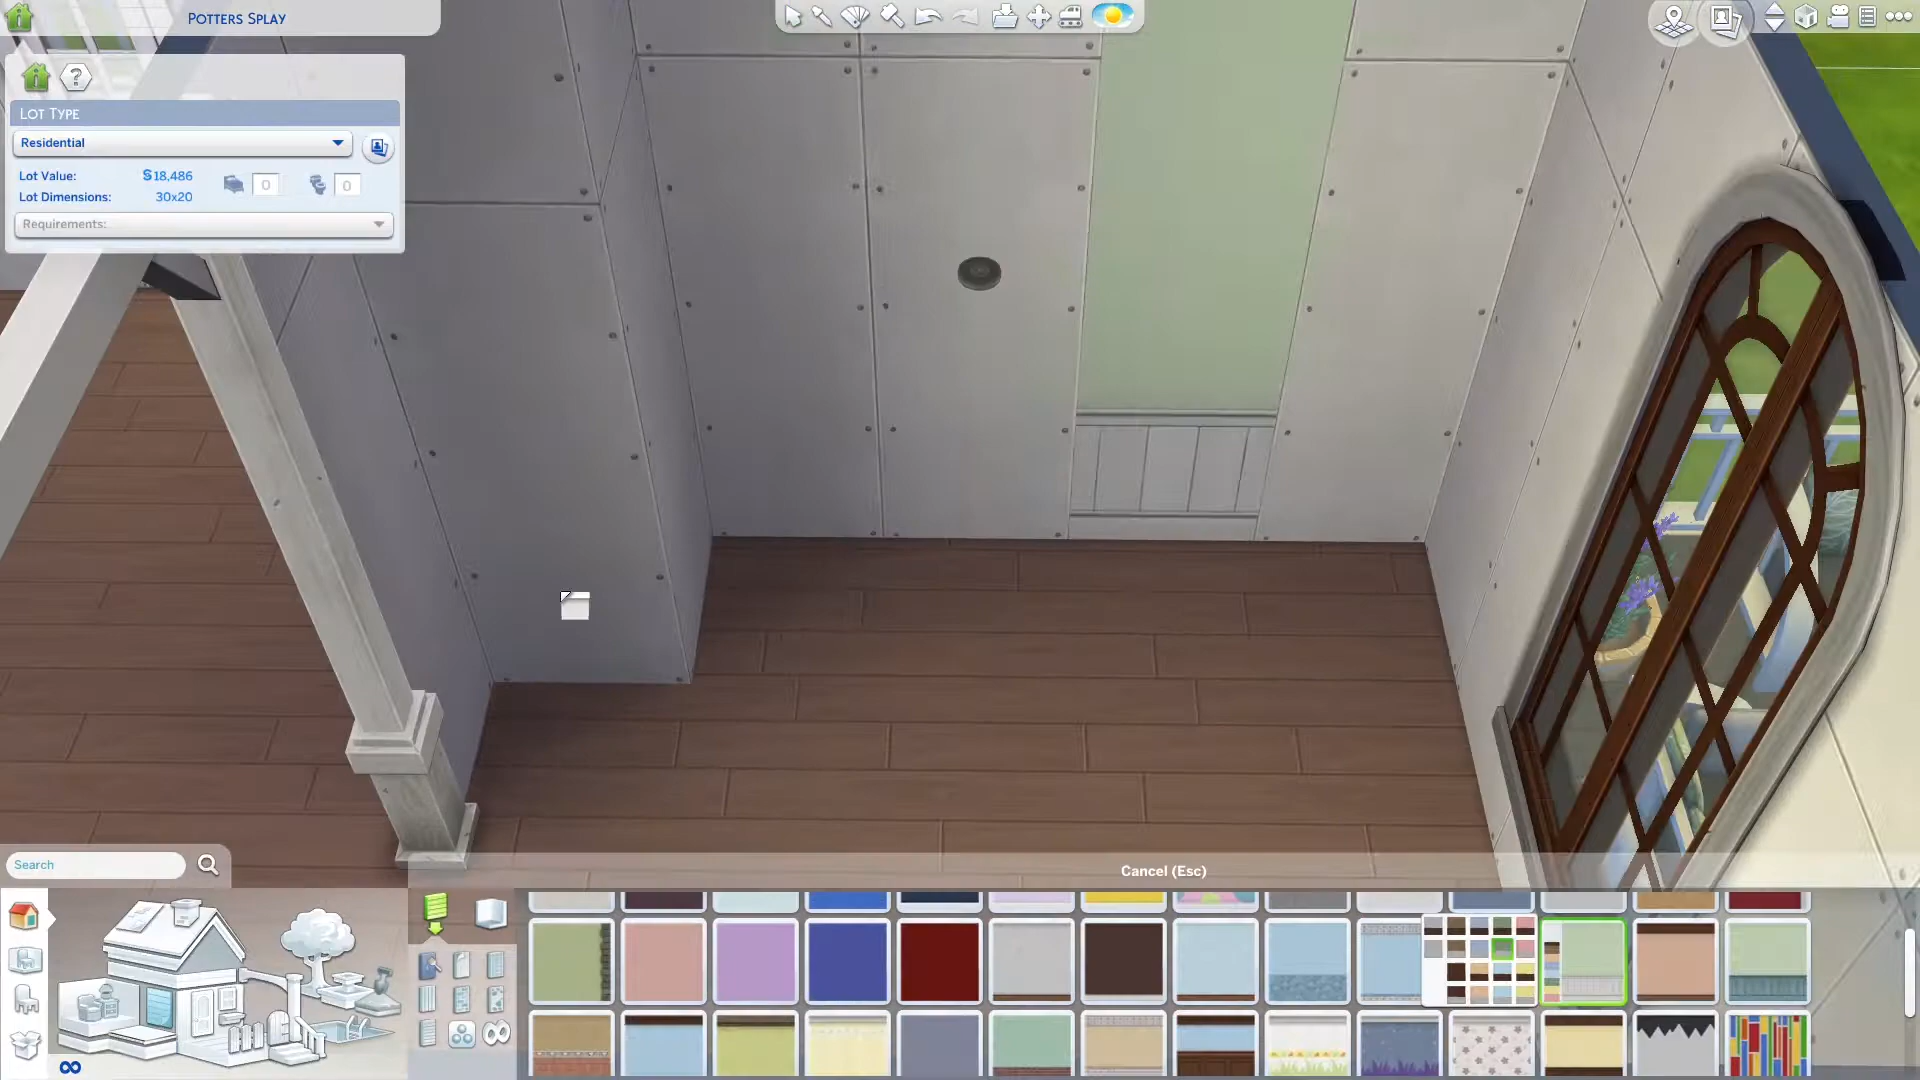 Potters Splay
?
Lot Type
Residential
Lot Value: §18,486
0
0
Lot Dimensions: 30x20
Requirements:
Search
Cancel (Esc)